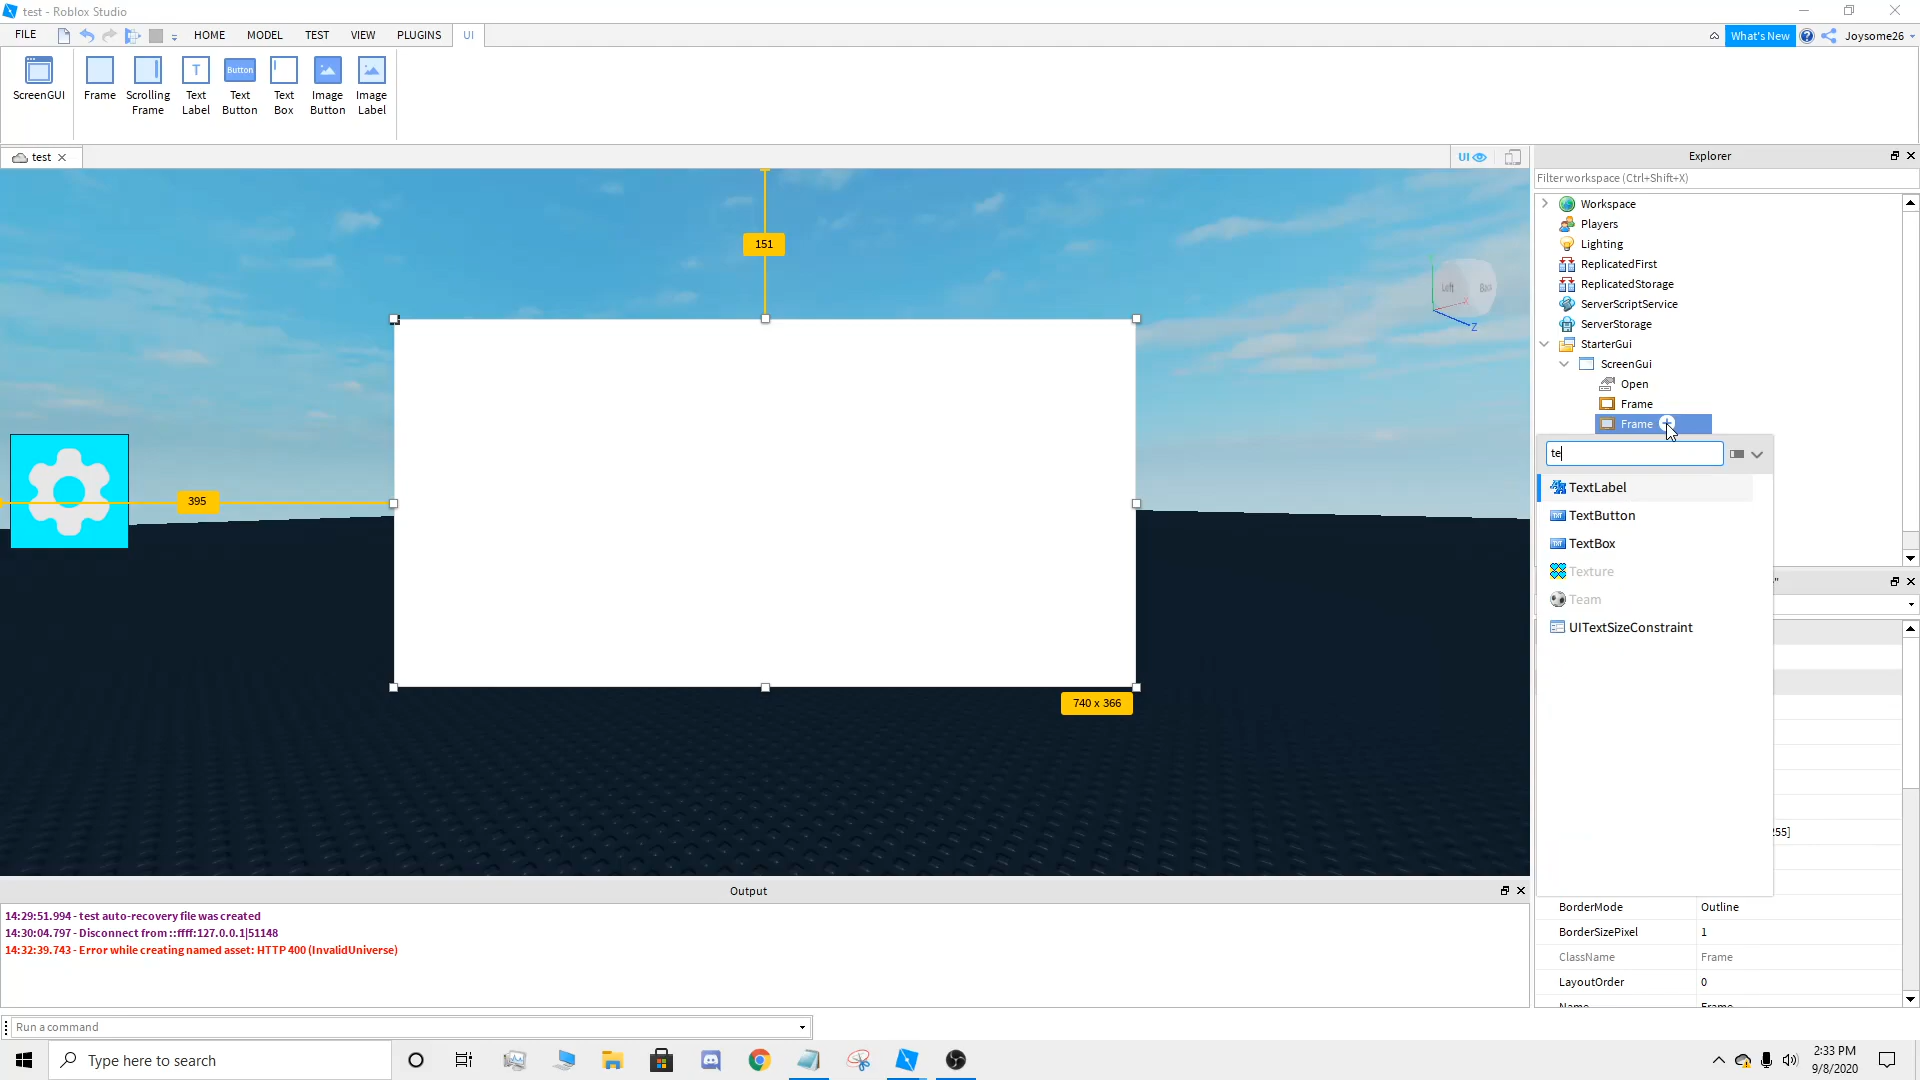 test - Roblox Studio
FILE HOME MODEL TEST VIEW PLUGINS UI
What's New ? Joysome26
ScreenGUI
Frame
Scrolling
Frame
T
Text
Label
Button
Text
Button
Text
Box
Image
Button
Image
Label
test
UI
Explorer
Filter workspace (Ctrl+Shift+X)
Workspace
Players
Lighting
ReplicatedFirst
ReplicatedStorage
ServerScriptService
ServerStorage
StarterGui
ScreenGui
Open
Frame
Frame
te
TextLabel
TextButton
TextBox
Texture
Team
UITextSizeConstraint
"
255]
BorderMode Outline
BorderSizePixel 1
ClassName Frame
LayoutOrder 0
Name Frame
151
395
740 x 366
Left
Z
Output
14:29:51.994 - test auto-recovery file was created
14:30:04.797 - Disconnect from ::ffff:127.0.0.1|51148
14:32:39.743 - Error while creating named asset: HTTP 400 (InvalidUniverse)
Run a command
Type here to search
2:33 PM
9/8/2020